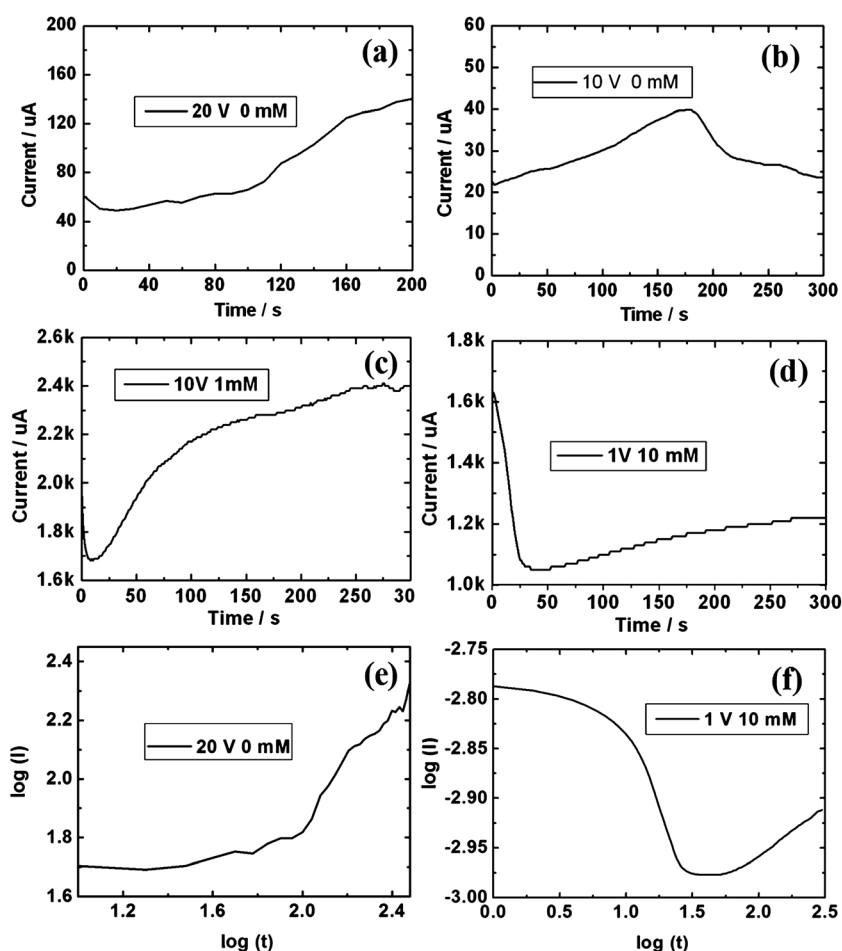 (a)
20 V 0 mM
Current / uA
200
160
120
80
40
0
0 40 80 120 160 200
Time / s
(b)
10 V 0 mM
Current / uA
60
50
40
30
20
10
0
0 50 100 150 200 250 300
Time / s
(c)
10V 1mM
Current / uA
2.6k
2.4k
2.2k
2.0k
1.8k
1.6k
0 50 100 150 200 250 300
Time / s
(d)
1V 10 mM
Current / uA
1.8k
1.6k
1.4k
1.2k
1.0k
0 50 100 150 200 250 300
Time / s
(e)
20 V 0 mM
log (I)
2.4
2.2
2.0
1.8
1.6
1.2 1.6 2.0 2.4
log (t)
(f)
1 V 10 mM
log (I)
-2.75
-2.80
-2.85
-2.90
-2.95
-3.00
0.0 0.5 1.0 1.5 2.0 2.5
log (t)